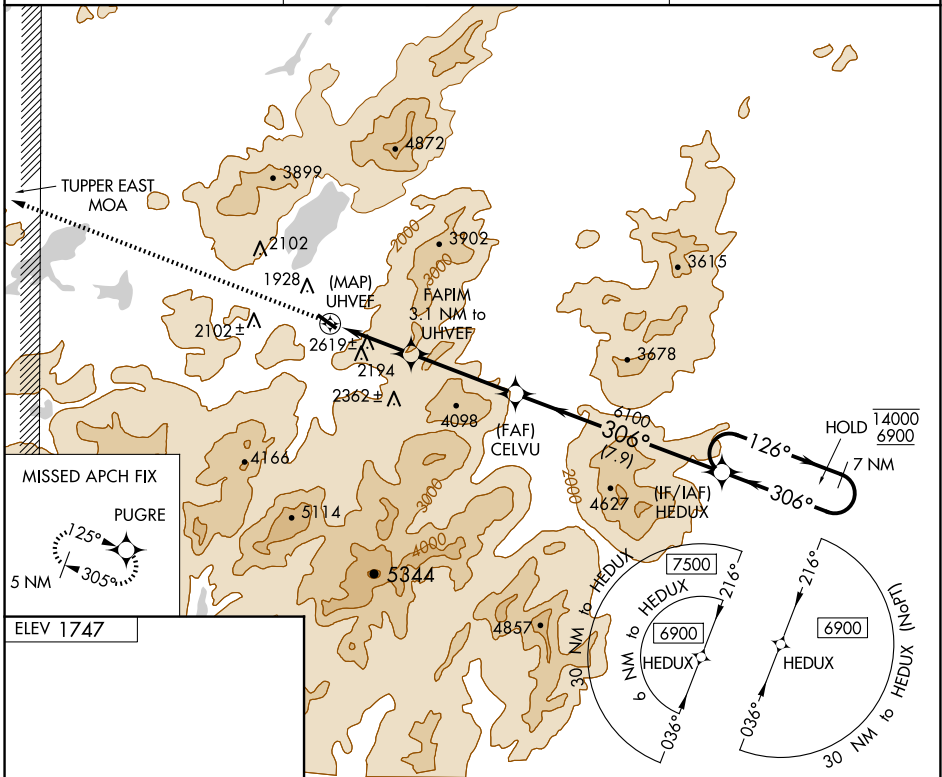 4872
3899
TUPPER EAST
MOA
2102
2000
3902
3000
3615
1928
(MAP)
UHVEF
FAPIM
3.1 NM to
UHVEF
2102±
2619±
2194
3678
2362±
4098
(FAF)
CELVU
6100
306°
(7.9)
HOLD
14000
6900
126°
7 NM
306°
2000
4627
(IF/IAF)
HEDUX
4166
3000
5114
4000
5344
4857
MISSED APCH FIX
PUGRE
125°
305°
5 NM
ELEV 1747
30 NM to HEDUX
7500
216°
6 NM to HEDUX
6900
HEDUX
036°
216°
6900
HEDUX
036°
30 NM to HEDUX (NoPT)